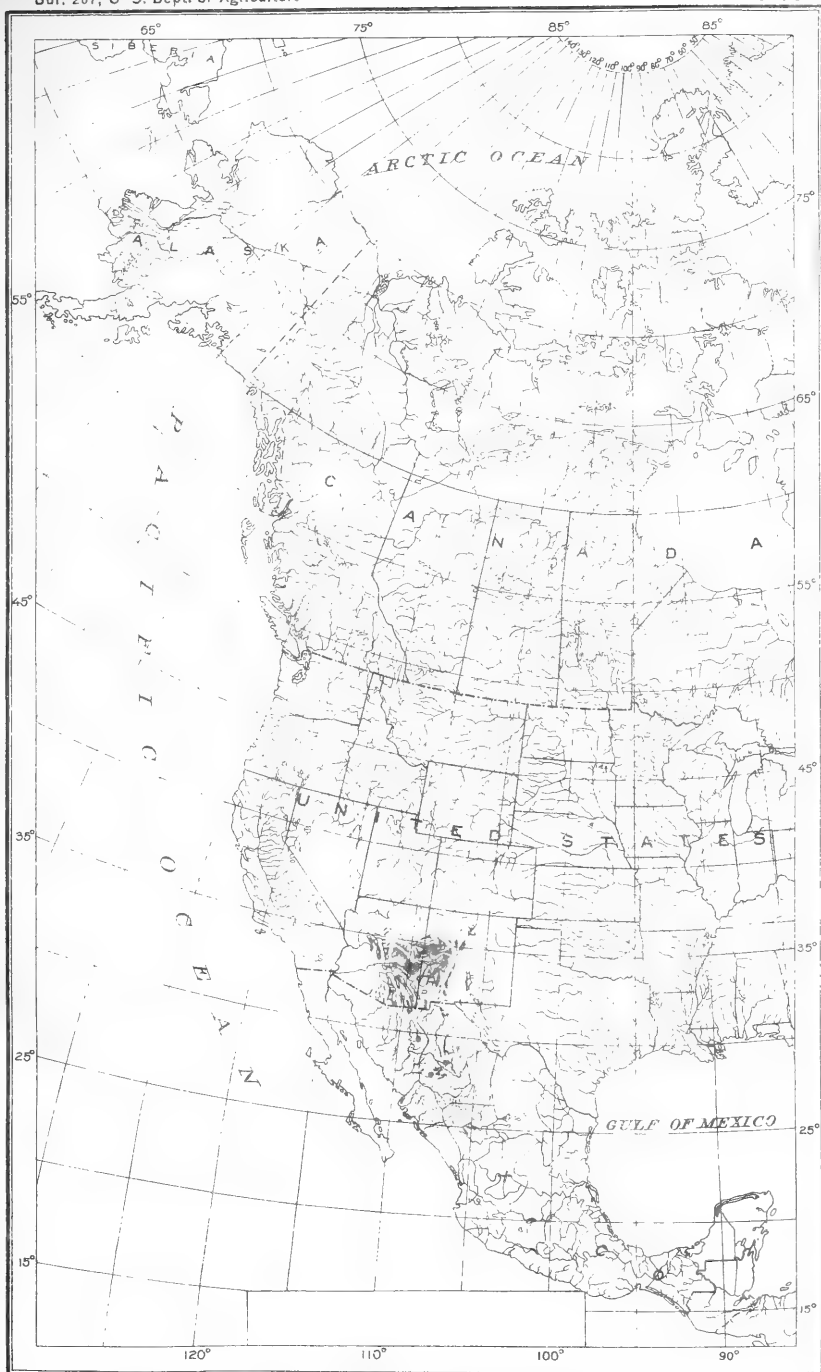 Bul. 207, U. S. Dept. of Agriculture
65° 75° 85° 85°
SIBERIA
ARCTIC OCEAN
75°
ALASKA
55°
65°
PACIFIC OCEAN
CANADA
55°
45°
45°
UNITED STATES
35°
35°
25°
GULF OF MEXICO
25°
15°
15°
120° 110° 100° 90°